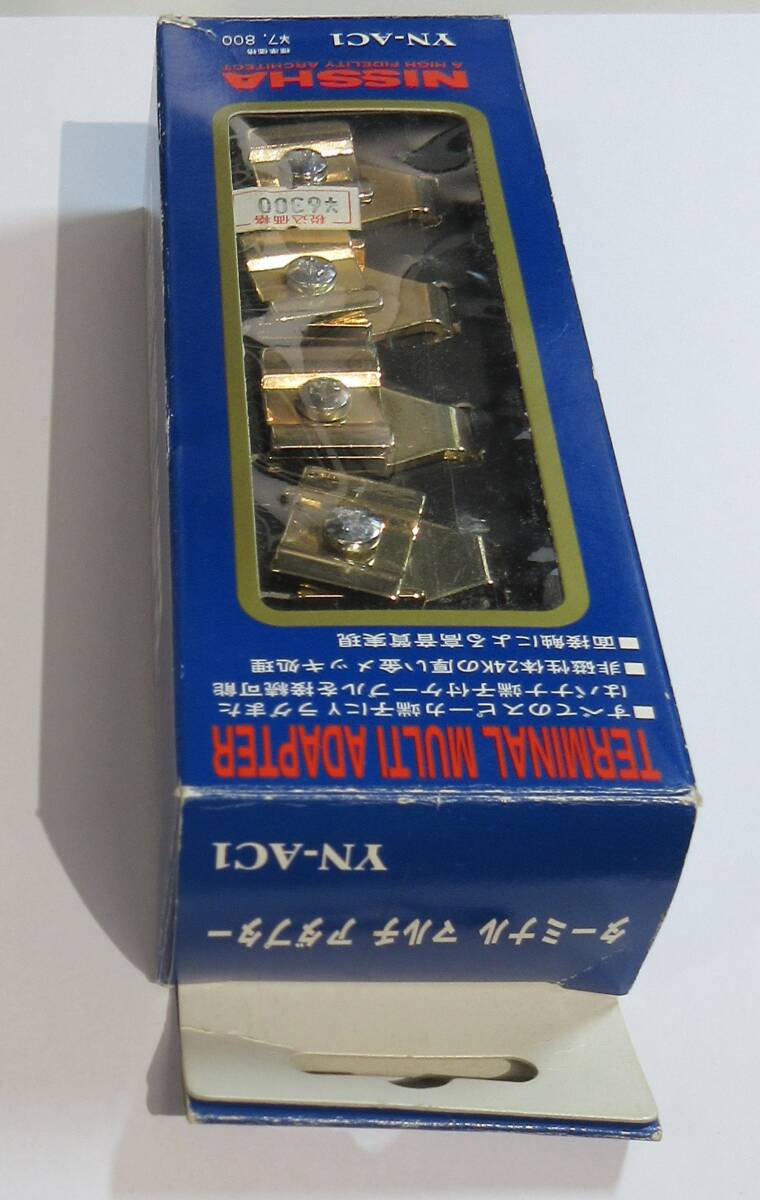 ターミナル マルチ アダプター
YN-AC1
TERMINAL MULTI ADAPTER
■すべてのスピーカ端子にYラグまた
はバナナ端子付ケーブルを接続可能
■非磁性体24Kの厚い金メッキ処理
■面接触による高音質実現
税込価格
¥6300
NISSHA
A HIGH FIDELITY ARCHITECT
YN-AC1
標準価格
¥7,800